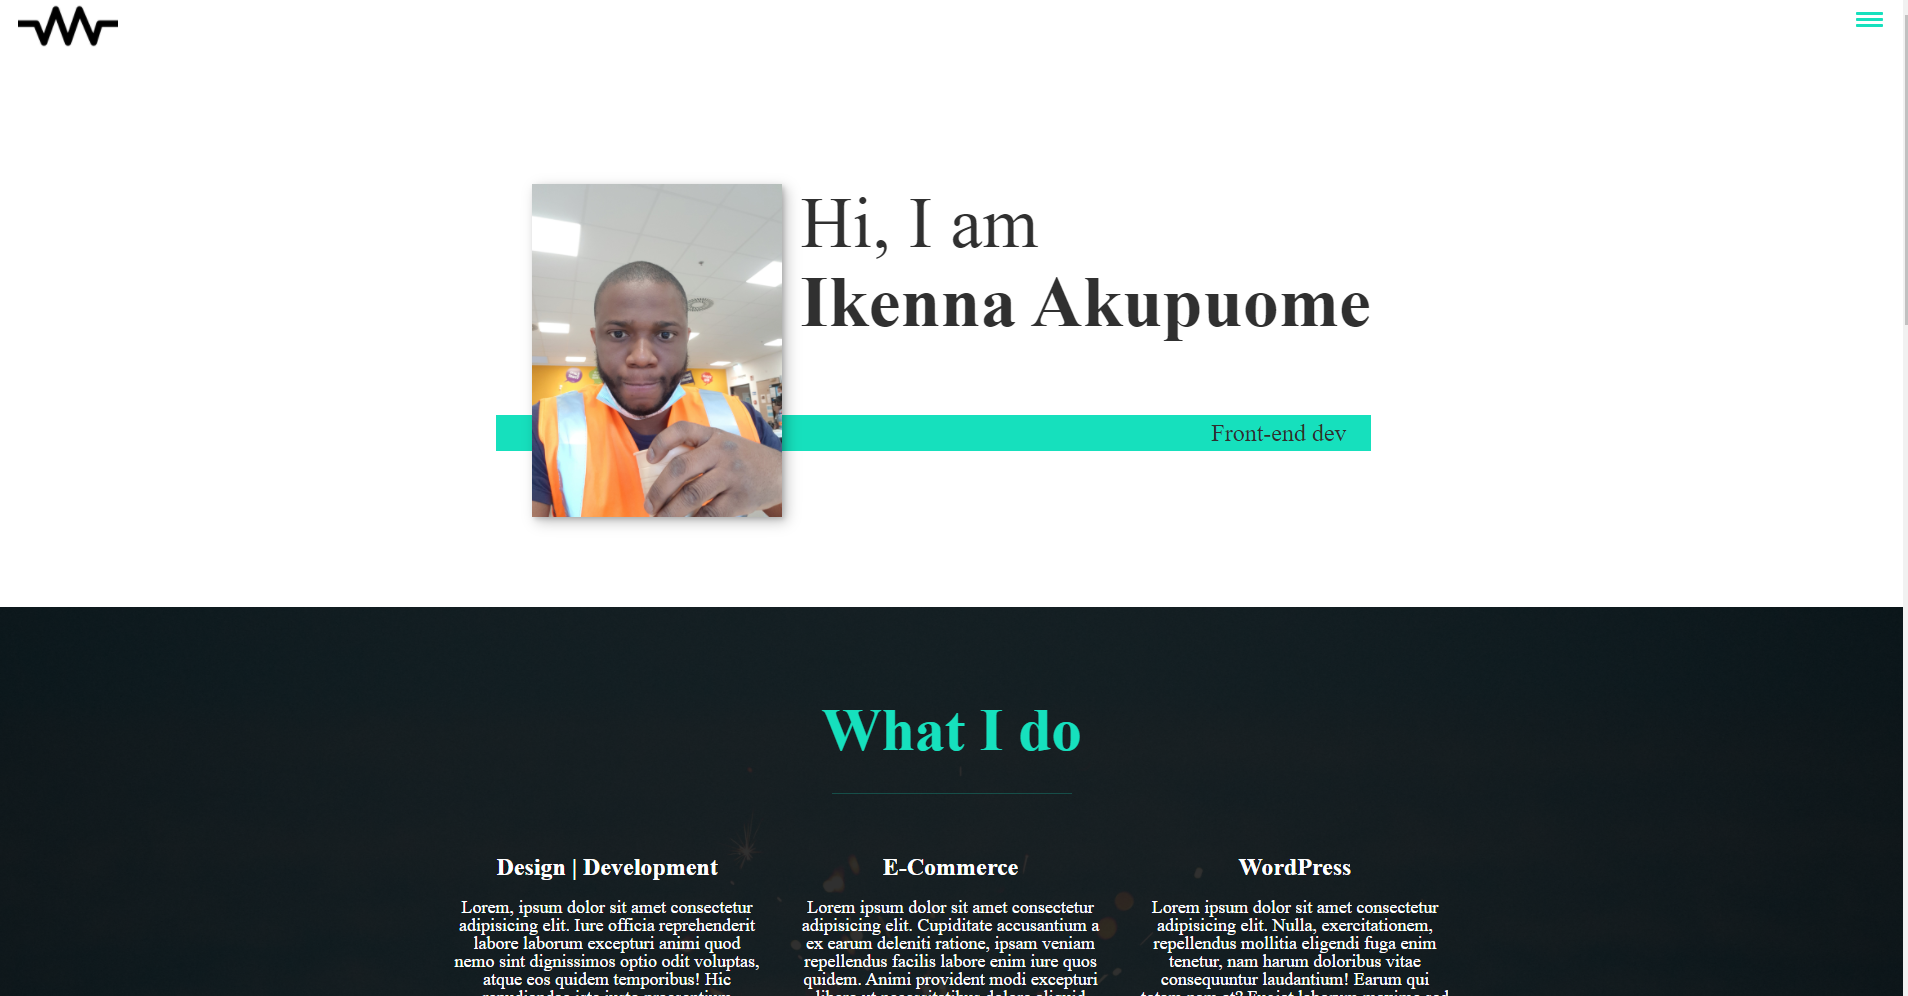 Hi, I am
Ikenna Akupuome
Front-end dev
What I do
Design | Development
Lorem, ipsum dolor sit amet consectetur
adipisicing elit. Iure officia reprehenderit
labore laborum excepturi animi quod
nemo sint dignissimos optio odit voluptas,
atque eos quidem temporibus! Hic
E-Commerce
Lorem ipsum dolor sit amet consectetur
adipisicing elit. Cupiditate accusantium a
ex earum deleniti ratione, ipsam veniam
repellendus facilis labore enim iure quos
quidem. Animi provident modi excepturi
WordPress
Lorem ipsum dolor sit amet consectetur
adipisicing elit. Nulla, exercitationem,
repellendus mollitia eligendi fuga enim
tenetur, nam harum doloribus vitae
consequuntur laudantium! Earum qui